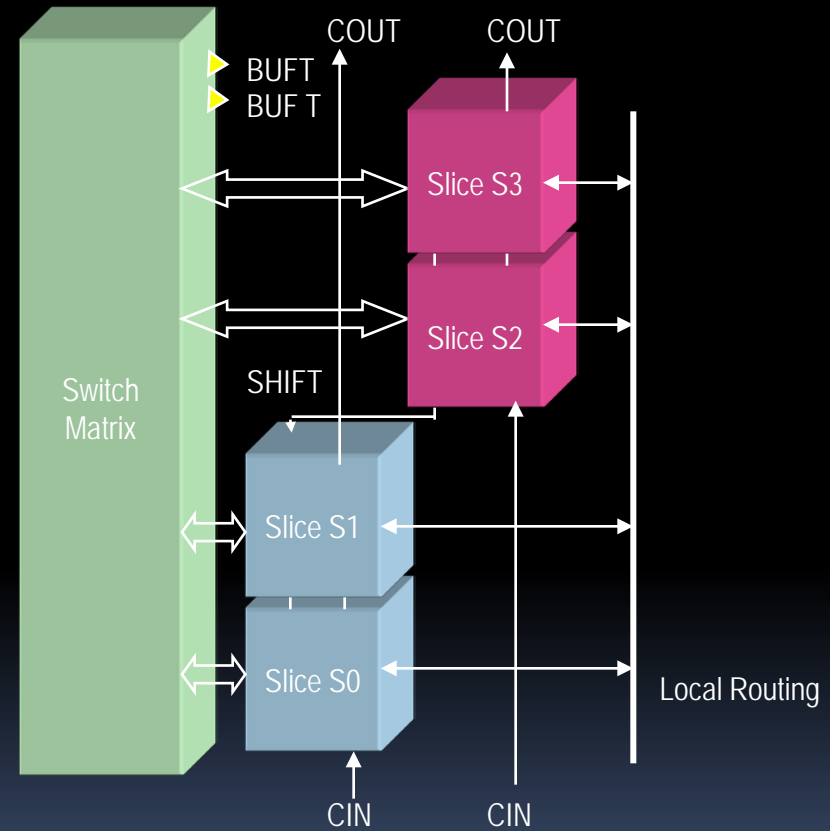 COUT
COUT
BUFT
BUF T
Slice S3
Slice S2
SHIFT
Switch
Matrix
Slice S1
Slice S0
Local Routing
CIN
CIN